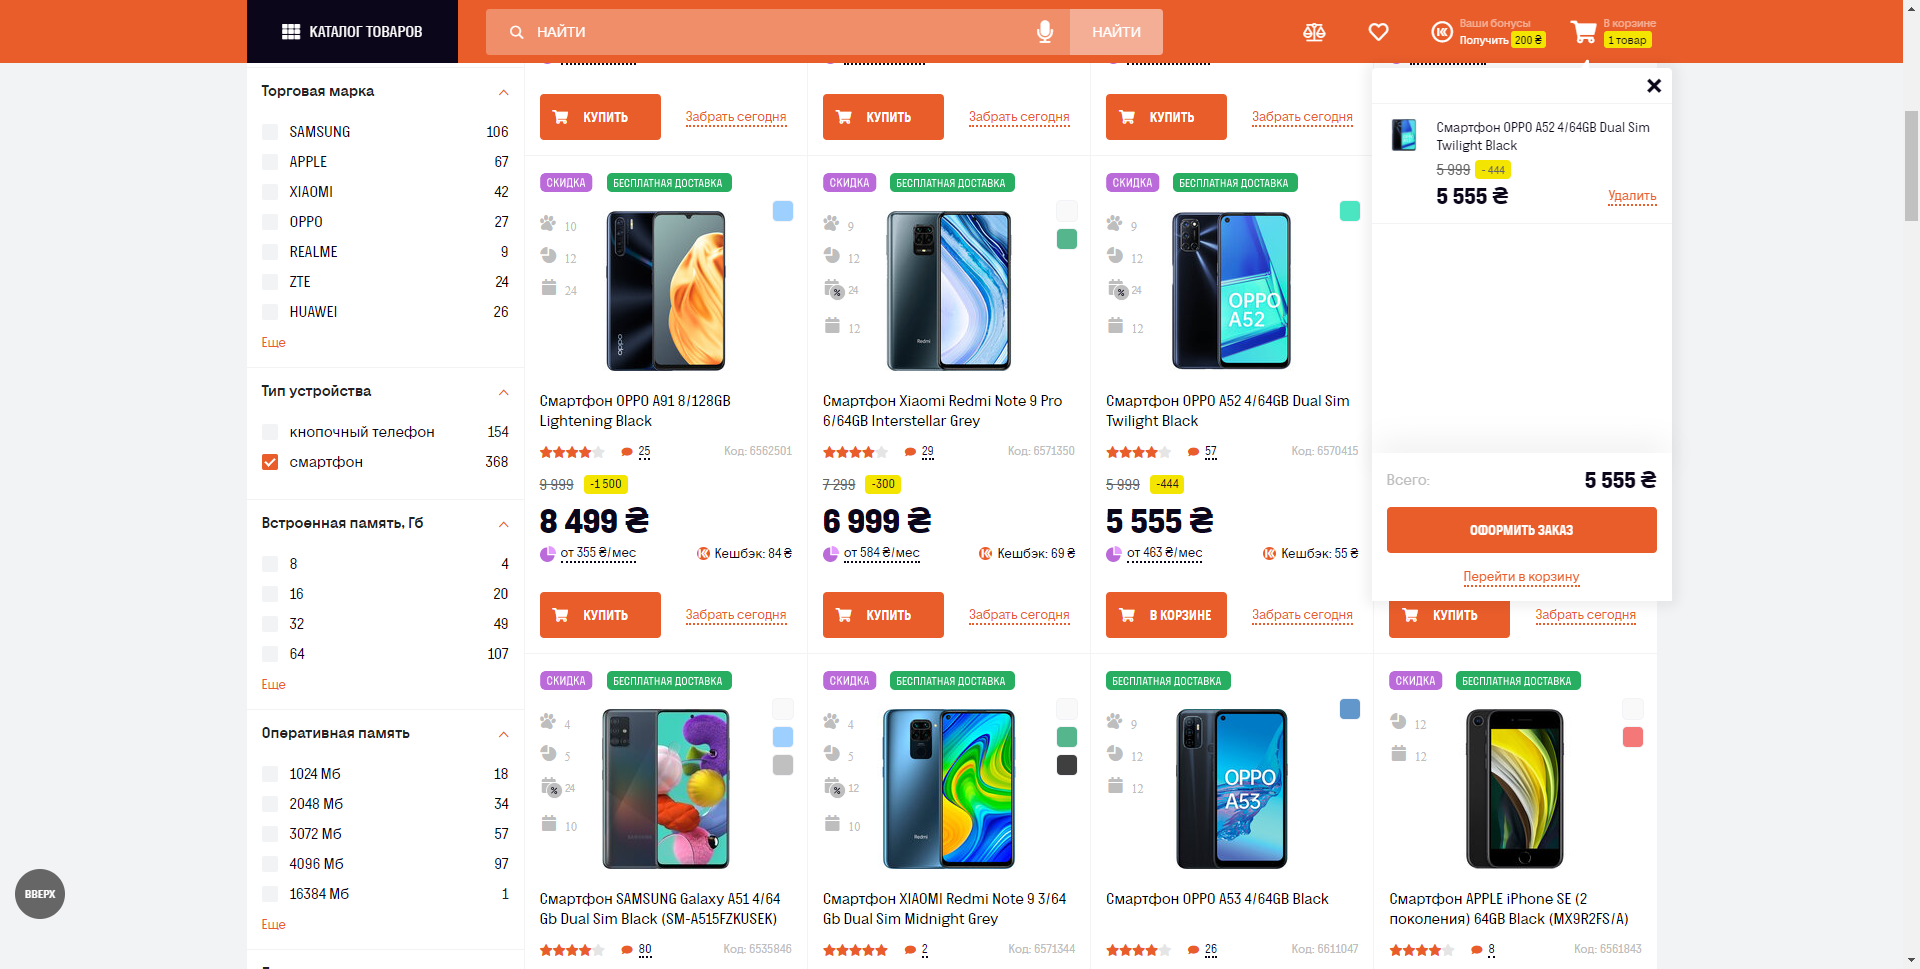 КАТАЛОГ ТОВАРОВ
НАЙТИ
НАЙТИ
Ваши бонусы
Получить 200 ₴
В корзине
1 товар
Торговая марка
SAMSUNG 106
APPLE 67
XIAOMI 42
OPPO 27
REALME 9
ZTE 24
HUAWEI 26
Еще
Тип устройства
кнопочный телефон 154
смартфон 368
Встроенная память, Гб
8 4
16 20
32 49
64 107
Еще
Оперативная память
1024 Мб 18
2048 Мб 34
3072 Мб 57
4096 Мб 97
16384 Мб 1
Еще
ВВЕРХ
КУПИТЬ Забрать сегодня
КУПИТЬ Забрать сегодня
КУПИТЬ Забрать сегодня
СКИДКА БЕСПЛАТНАЯ ДОСТАВКА
10
12
24
oppo
Смартфон OPPO A91 8/128GB
Lightening Black
25 Код: 6562501
9 999 -1 500
8 499 ₴
от 355 ₴/мес Кешбэк: 84 ₴
КУПИТЬ Забрать сегодня
СКИДКА БЕСПЛАТНАЯ ДОСТАВКА
9
12
% 24
12
Redmi
Смартфон Xiaomi Redmi Note 9 Pro
6/64GB Interstellar Grey
29 Код: 6571350
7 299 -300
6 999 ₴
от 584 ₴/мес Кешбэк: 69 ₴
КУПИТЬ Забрать сегодня
СКИДКА БЕСПЛАТНАЯ ДОСТАВКА
9
12
% 24
12
OPPO
A52
Смартфон OPPO A52 4/64GB Dual Sim
Twilight Black
57 Код: 6570415
5 999 -444
5 555 ₴
от 463 ₴/мес Кешбэк: 55 ₴
В КОРЗИНЕ Забрать сегодня
Смартфон OPPO A52 4/64GB Dual Sim
Twilight Black
5 999 - 444
5 555 ₴ Удалить
Всего: 5 555 ₴
ОФОРМИТЬ ЗАКАЗ
Перейти в корзину
КУПИТЬ Забрать сегодня
СКИДКА БЕСПЛАТНАЯ ДОСТАВКА
4
5
% 24
10
SAMSUNG
Смартфон SAMSUNG Galaxy A51 4/64
Gb Dual Sim Black (SM-A515FZKUSEK)
80 Код: 6535846
СКИДКА БЕСПЛАТНАЯ ДОСТАВКА
4
5
% 12
10
Redmi
Смартфон XIAOMI Redmi Note 9 3/64
Gb Dual Sim Midnight Grey
2 Код: 6571344
БЕСПЛАТНАЯ ДОСТАВКА
9
12
12
OPPO
A53
Смартфон OPPO A53 4/64GB Black
26 Код: 6611047
СКИДКА БЕСПЛАТНАЯ ДОСТАВКА
12
12
Смартфон APPLE iPhone SE (2
поколения) 64GB Black (MX9R2FS/A)
8 Код: 6561843